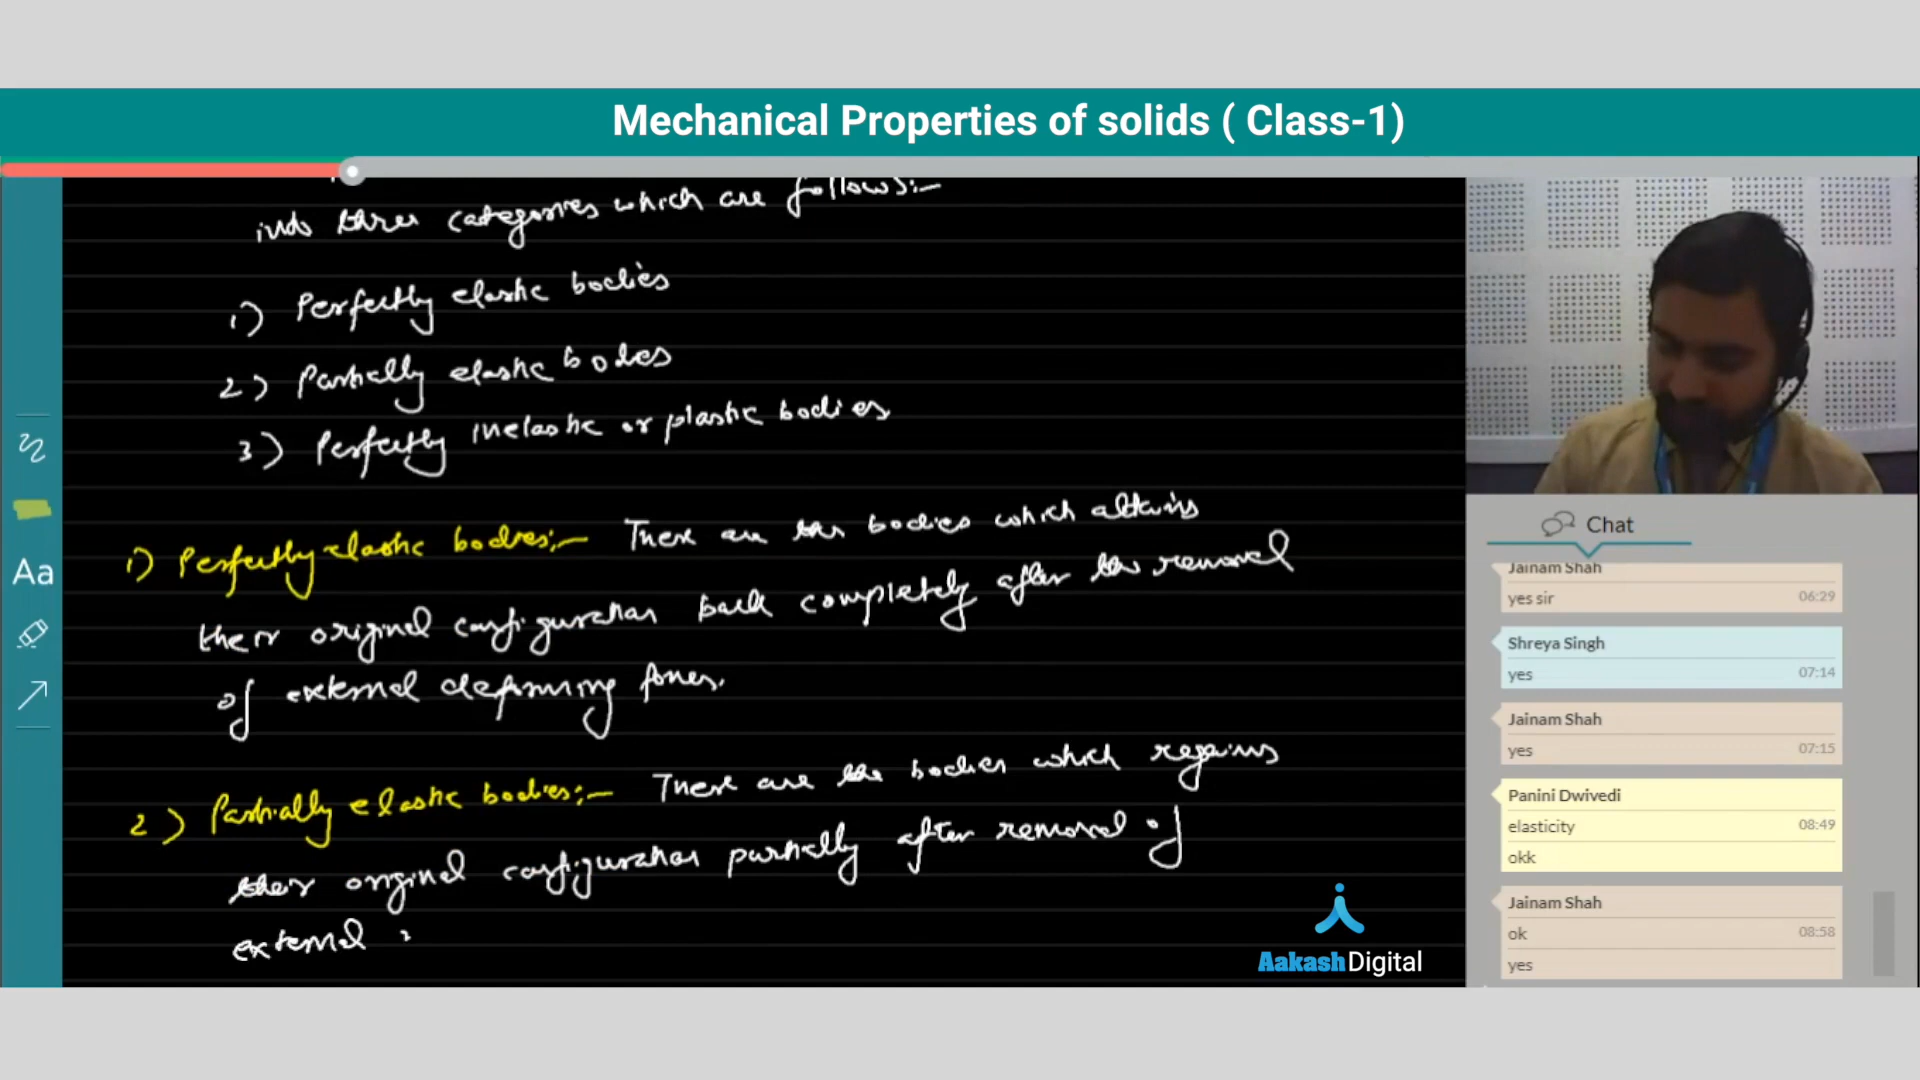 Mechanical Properties of solids ( Class-1)
into three categories which are follows:-
1) Perfectly elastic bodies
2) Partially elastic bodies
3) Perfectly inelastic or plastic bodies
1) Perfectly elastic bodies:- These are the bodies which attains
their original configuration back completely after the removal
of external deforming forces.
2) Partially elastic bodies:- These are the bodies which regains
their original configuration partially after removal of
external
Aa
Aakash Digital
Chat
Jainam Shah
yes sir 06:29
Shreya Singh
yes 07:14
Jainam Shah
yes 07:15
Panini Dwivedi
elasticity 08:49
okk
Jainam Shah
ok 08:58
yes